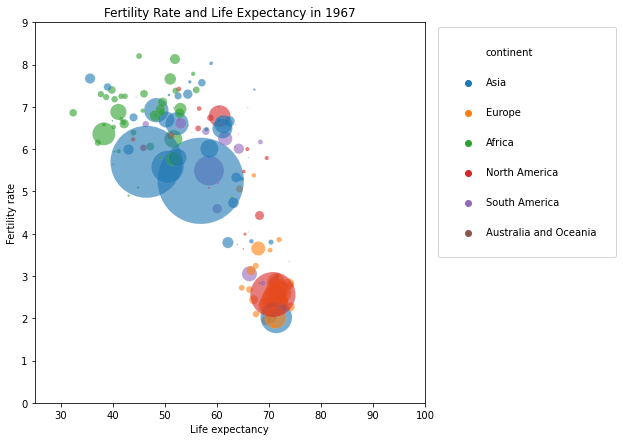 Fertility Rate and Life Expectancy in 1967
9
8
7
6
5
4
3
2
1
0
Fertility rate
30 40 50 60 70 80 90 100
Life expectancy
continent
Asia
Europe
Africa
North America
South America
Australia and Oceania